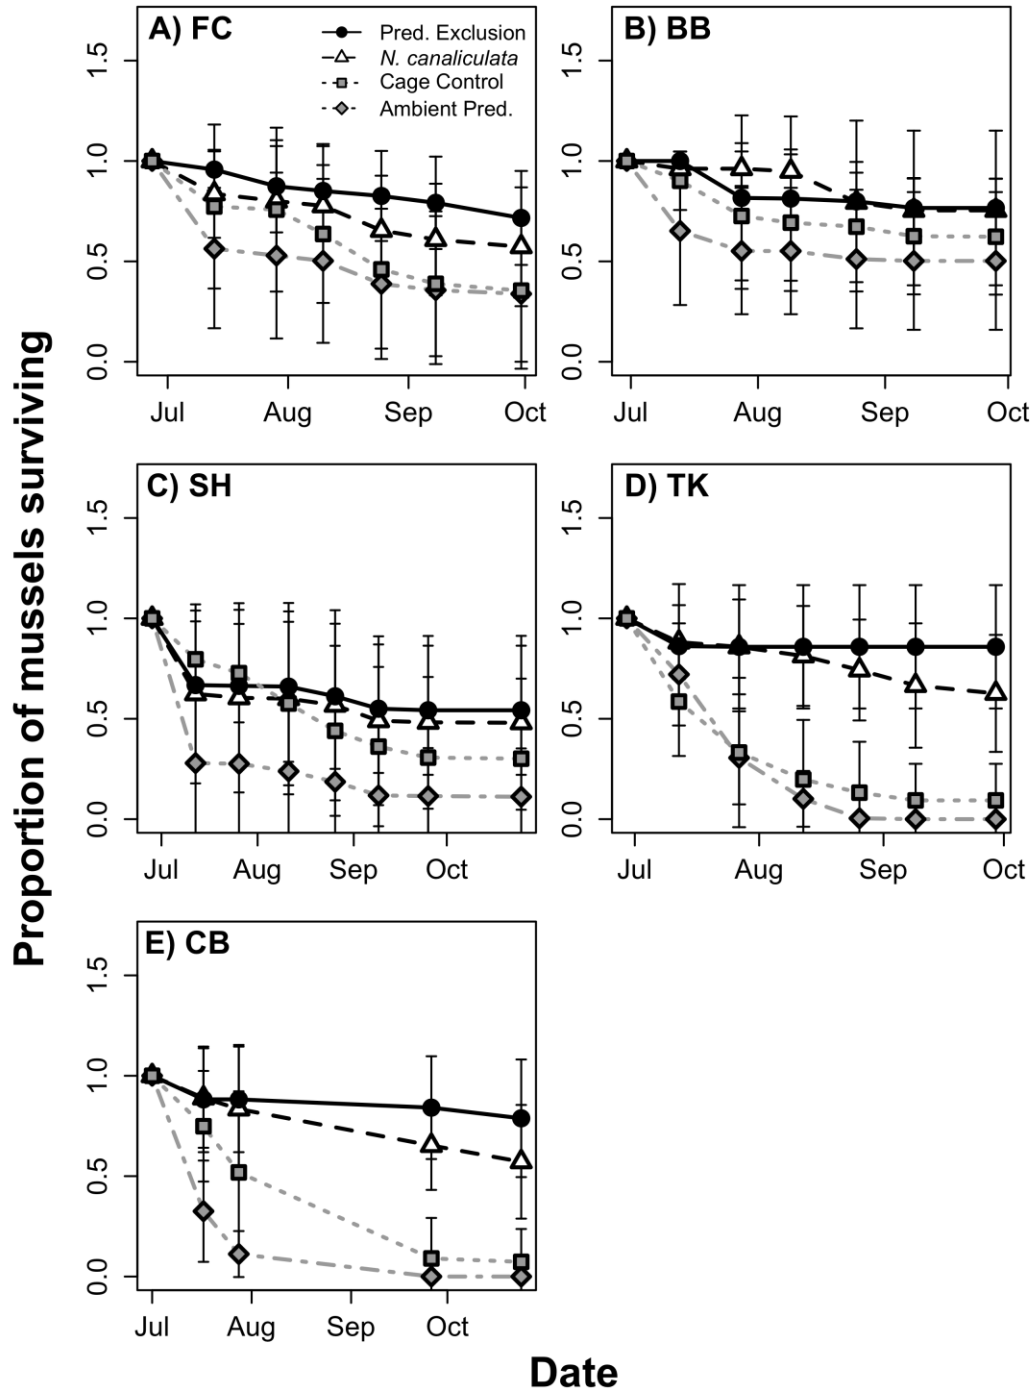 Proportion of mussels surviving
A) FC
Pred. Exclusion
N. canaliculata
Cage Control
Ambient Pred.
0.0
0.5
1.0
1.5
Jul
Aug
Sep
Oct
B) BB
0.0
0.5
1.0
1.5
Jul
Aug
Sep
Oct
C) SH
0.0
0.5
1.0
1.5
Jul
Aug
Sep
Oct
D) TK
0.0
0.5
1.0
1.5
Jul
Aug
Sep
Oct
E) CB
0.0
0.5
1.0
1.5
Jul
Aug
Sep
Oct
Date